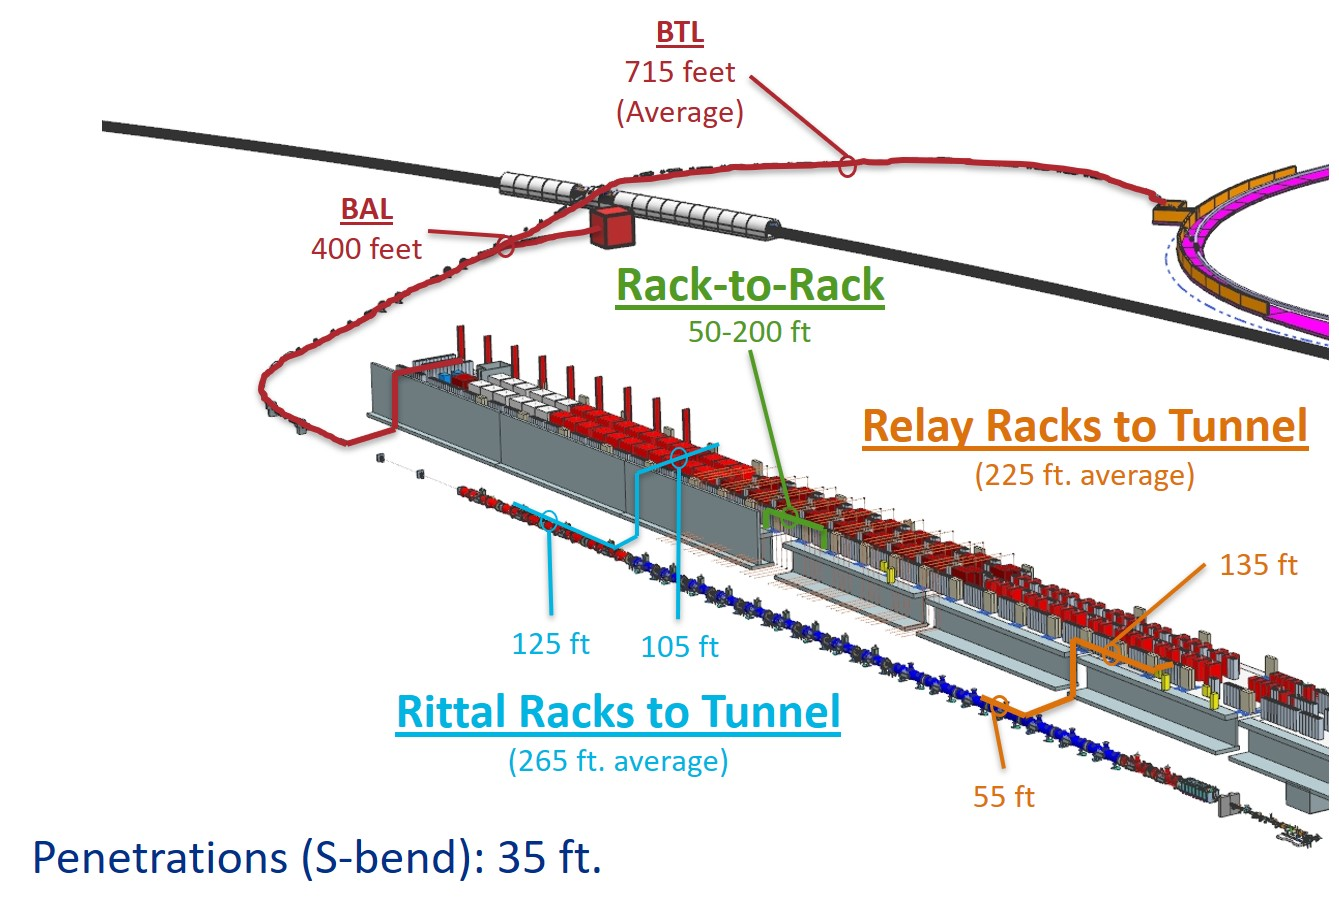 BTL
715 feet
(Average)
BAL
400 feet
Rack-to-Rack
50-200 ft
Relay Racks to Tunnel
(225 ft. average)
135 ft
125 ft
105 ft
Rittal Racks to Tunnel
(265 ft. average)
55 ft
Penetrations (S-bend): 35 ft.